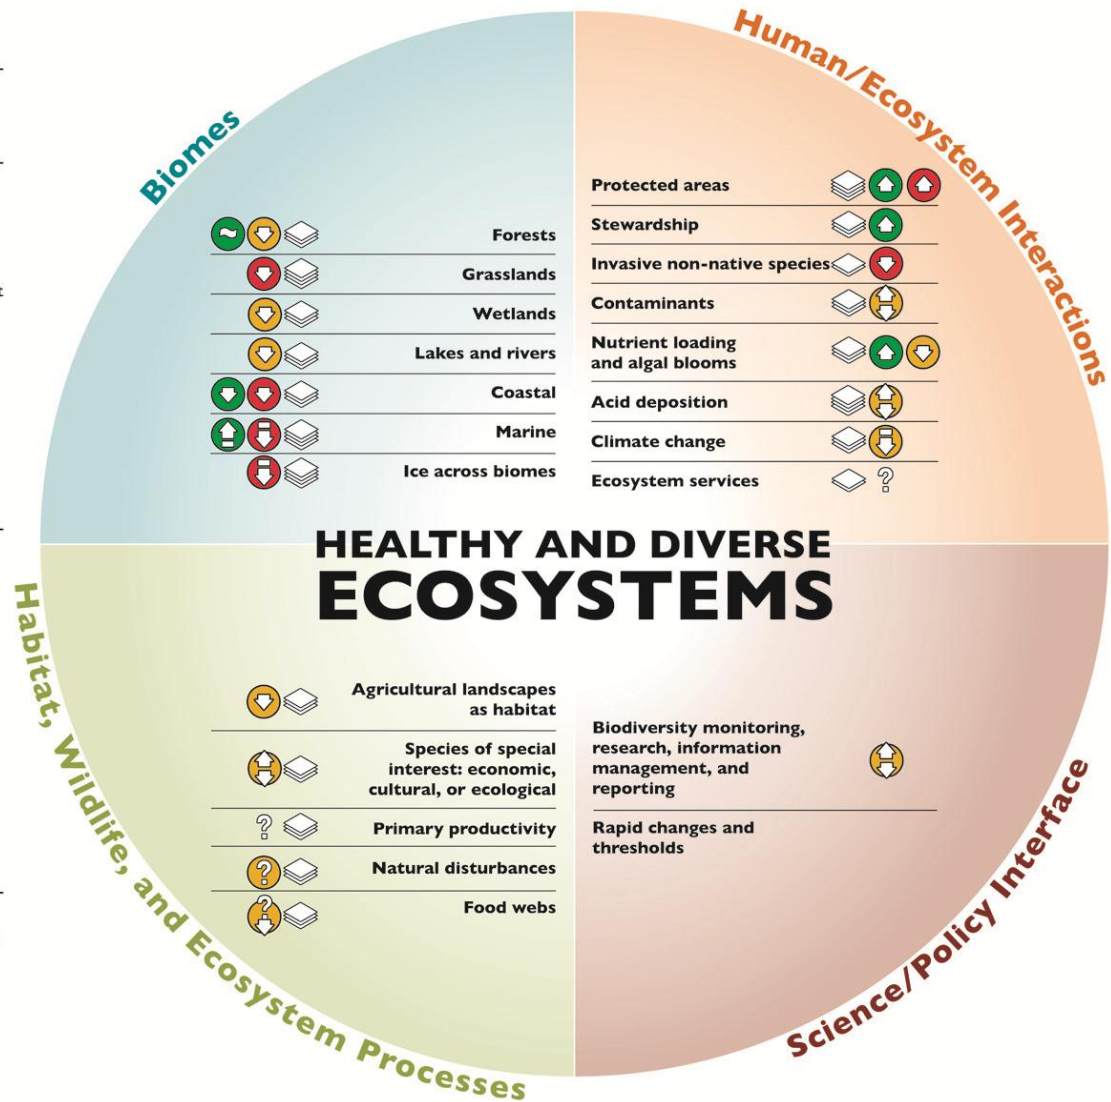 Biomes
Forests
Grasslands
Wetlands
Lakes and rivers
Coastal
Marine
Ice across biomes
Human/Ecosystem Interactions
Protected areas
Stewardship
Invasive non-native species
Contaminants
Nutrient loading
and algal blooms
Acid deposition
Climate change
Ecosystem services
?
HEALTHY AND DIVERSE
ECOSYSTEMS
Habitat, Wildlife, and Ecosystem Processes
Agricultural landscapes
as habitat
Species of special
interest: economic,
cultural, or ecological
?
Primary productivity
?
Natural disturbances
?
Food webs
Science/Policy Interface
Biodiversity monitoring,
research, information
management, and
reporting
Rapid changes and
thresholds